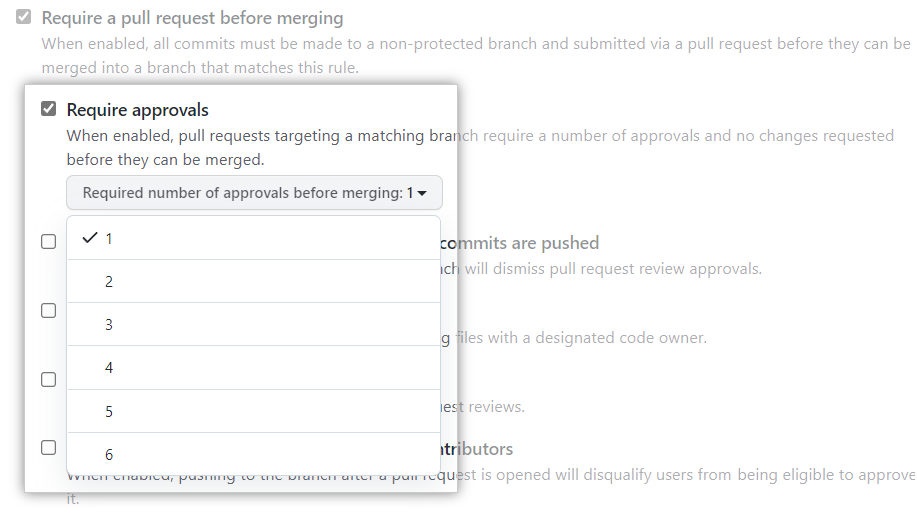 Require a pull request before merging
When enabled, all commits must be made to a non-protected branch and submitted via a pull request before they can be
merged into a branch that matches this rule.
Require approvals
When enabled, pull requests targeting a matching branch require a number of approvals and no changes requested
before they can be merged.
Required number of approvals before merging: 1
1
commits are pushed
will dismiss pull request review approvals.
2
3
files with a designated code owner.
4
reviews.
5
6
When enabled, pushing to the branch after a pull request is opened will disqualify users from being eligible to approve
it.